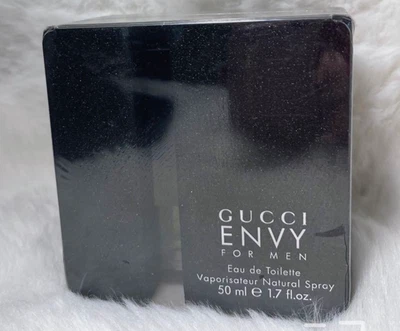 GUCCI
ENVY
FOR MEN
Eau de Toilette
Vaporisateur Natural Spray
50 ml ℮ 1.7 fl.oz.